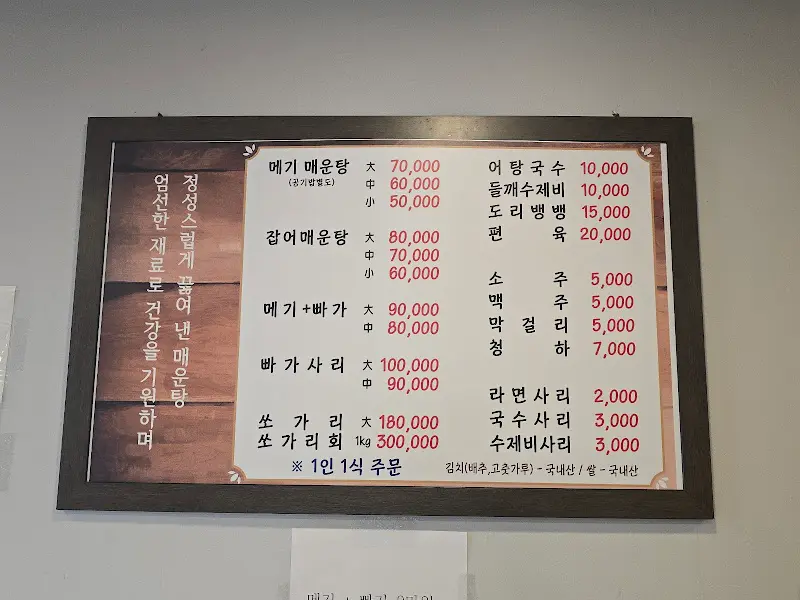 정성스럽게 끓여 낸 매운탕
엄선한 재료로 건강을 기원하며
메기 매운탕 大 70,000
(공기밥별도) 中 60,000
小 50,000
잡어매운탕 大 80,000
中 70,000
小 60,000
메기+빠가 大 90,000
中 80,000
빠가사리 大 100,000
中 90,000
쏘가리 大 180,000
쏘가리회 1kg 300,000
※ 1인 1식 주문
어탕국수 10,000
들깨수제비 10,000
도리뱅뱅 15,000
편육 20,000
소주 5,000
맥주 5,000
막걸리 5,000
청하 7,000
라면사리 2,000
국수사리 3,000
수제비사리 3,000
김치(배추,고춧가루) - 국내산 / 쌀 - 국내산
메기 +